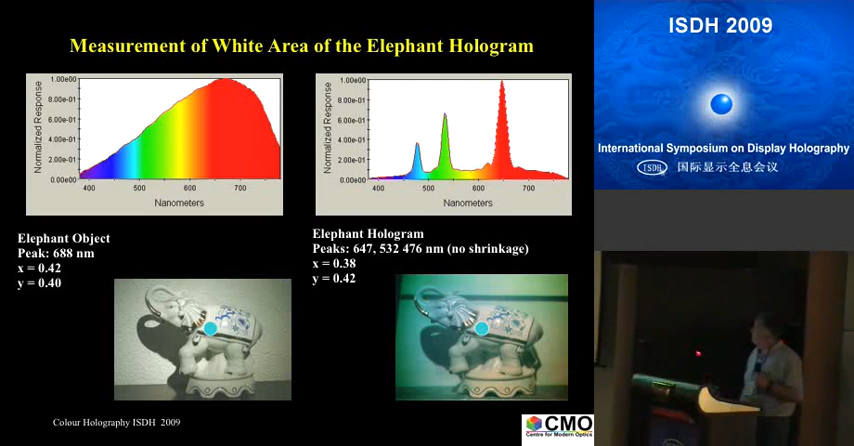 Measurement of White Area of the Elephant Hologram
Normalized Response
1.00e+00
8.00e-01
6.00e-01
4.00e-01
2.00e-01
0.00e00
400 500 600 700
Nanometers
Normalized Response
1.00e+00
8.00e-01
6.00e-01
4.00e-01
2.00e-01
0.00e00
400 500 600 700
Nanometers
Elephant Object
Peak: 688 nm
x = 0.42
y = 0.40
Elephant Hologram
Peaks: 647, 532 476 nm (no shrinkage)
x = 0.38
y = 0.42
Colour Holography ISDH 2009
CMO
Centre for Modern Optics
ISDH 2009
International Symposium on Display Holography
ISDH 国际显示全息会议